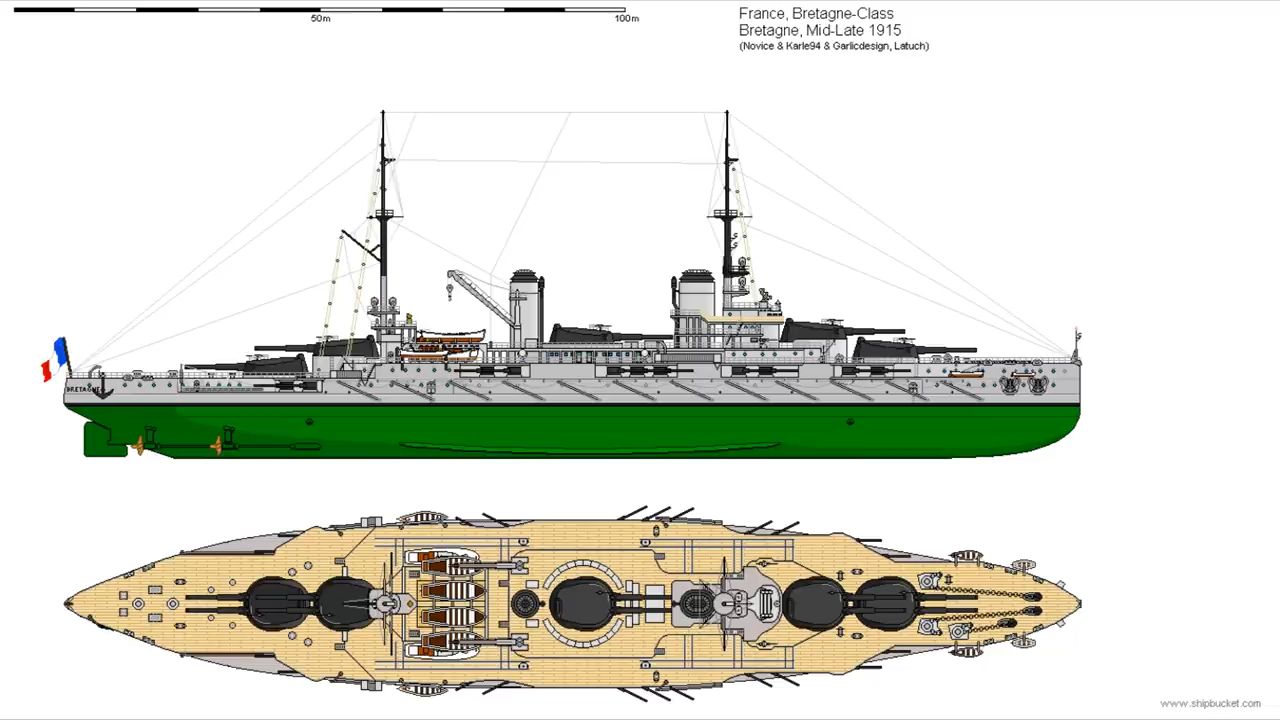 50m
100m
France, Bretagne-Class
Bretagne, Mid-Late 1915
(Novice & Karle94 & Garlicdesign, Latuch)
BRETAGNE
www.shipbucket.com